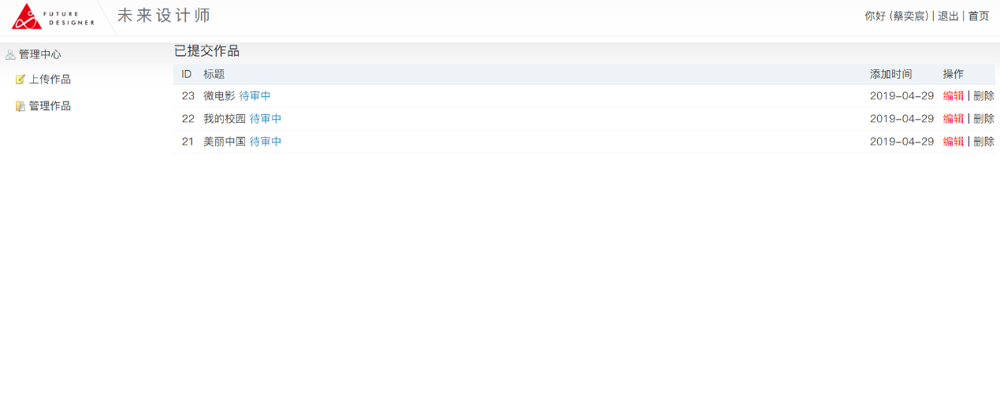 FUTURE
DESIGNER
未来设计师
你好 (蔡奕宸) | 退出 | 首页
管理中心
上传作品
管理作品
已提交作品
ID 标题 添加时间 操作
23 微电影 待审中 2019-04-29 编辑 | 删除
22 我的校园 待审中 2019-04-29 编辑 | 删除
21 美丽中国 待审中 2019-04-29 编辑 | 删除